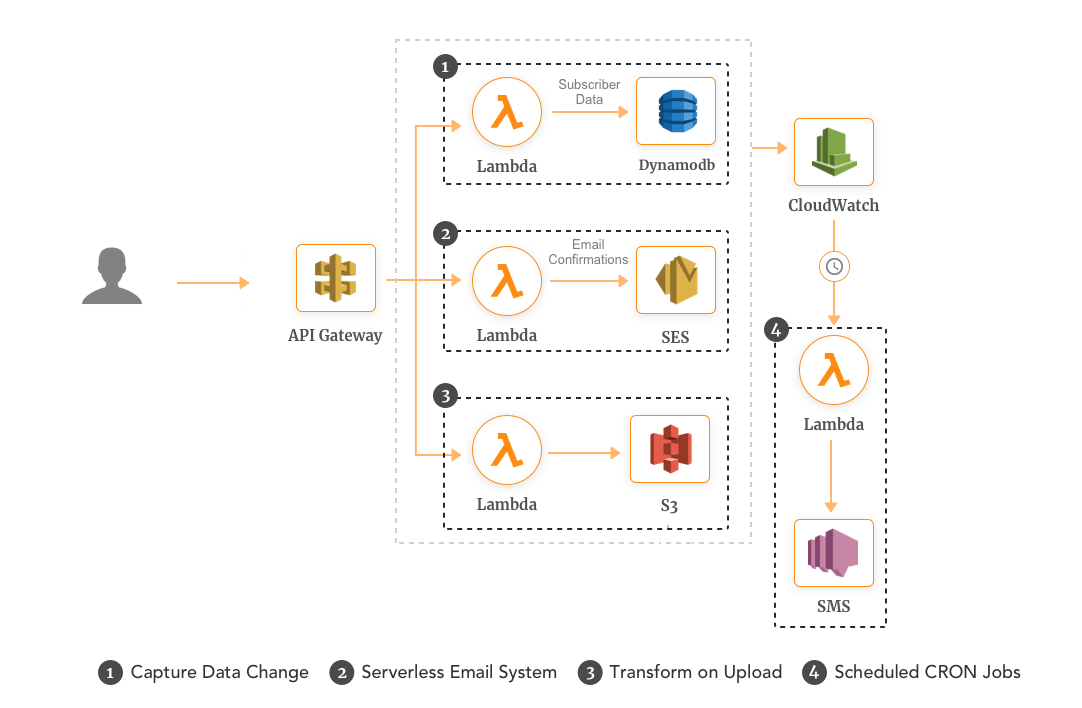 1
Subscriber
Data
Lambda
Dynamodb
CloudWatch
2
Email
Confirmations
API Gateway
Lambda
SES
4
3
Lambda
Lambda
S3
SMS
1 Capture Data Change
2 Serverless Email System
3 Transform on Upload
4 Scheduled CRON Jobs